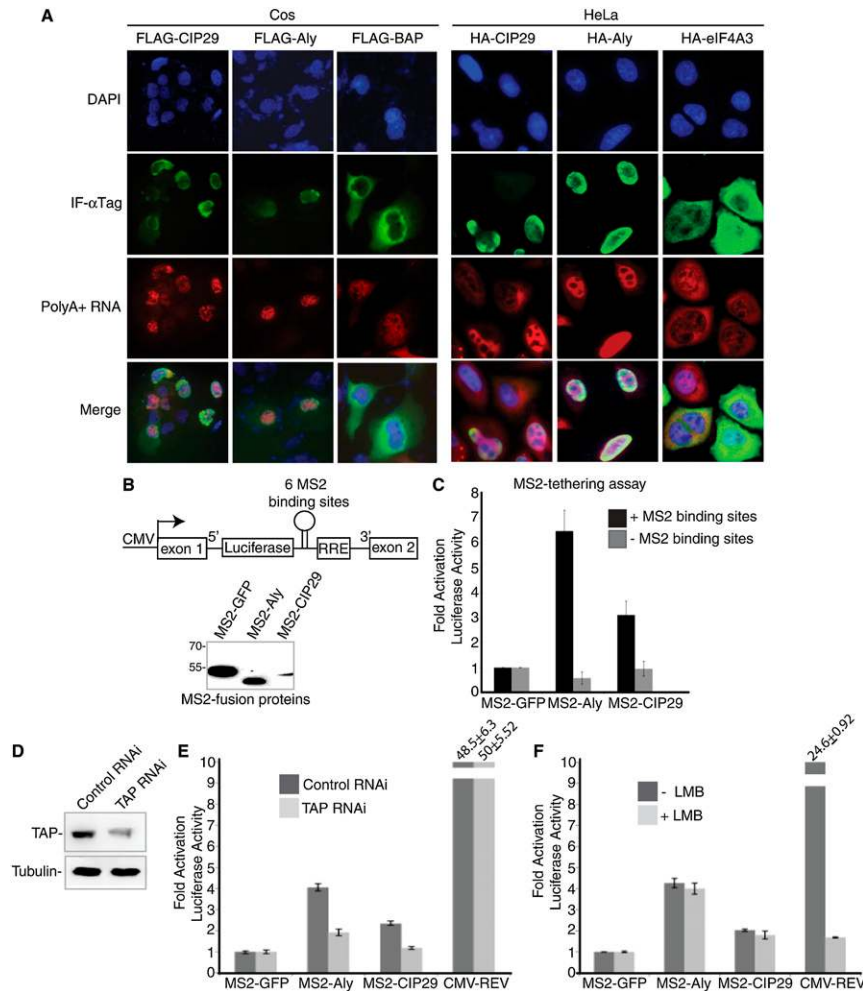 A
Cos
HeLa
FLAG-CIP29 FLAG-Aly FLAG-BAP HA-CIP29 HA-Aly HA-eIF4A3
DAPI
IF-αTag
PolyA+ RNA
Merge
B
6 MS2
binding sites
CMV
5'
3'
exon 1
Luciferase
RRE
exon 2
MS2-GFP
MS2-Aly
MS2-CIP29
70-
55-
MS2-fusion proteins
C
MS2-tethering assay
Fold Activation
Luciferase Activity
8
7
6
5
4
3
2
1
0
+ MS2 binding sites
- MS2 binding sites
MS2-GFP MS2-Aly MS2-CIP29
D
Control RNAi
TAP RNAi
TAP-
Tubulin-
E
Fold Activation
Luciferase Activity
10
9
8
7
6
5
4
3
2
1
0
Control RNAi
TAP RNAi
48.5±6.3
50±5.52
MS2-GFP MS2-Aly MS2-CIP29 CMV-REV
F
Fold Activation
Luciferase Activity
10
9
8
7
6
5
4
3
2
1
0
- LMB
+ LMB
24.6±0.92
MS2-GFP MS2-Aly MS2-CIP29 CMV-REV